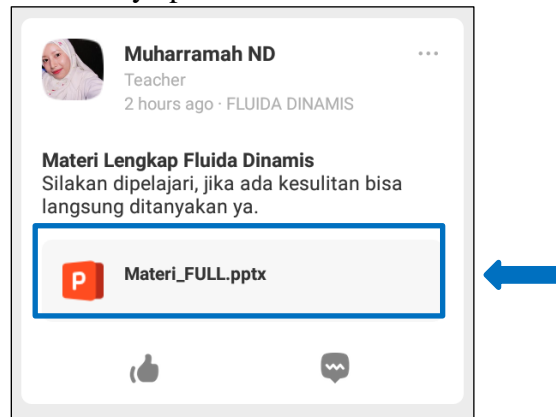 Muharramah ND
Teacher
2 hours ago · FLUIDA DINAMIS
Materi Lengkap Fluida Dinamis
Silakan dipelajari, jika ada kesulitan bisa
langsung ditanyakan ya.
P
Materi_FULL.pptx